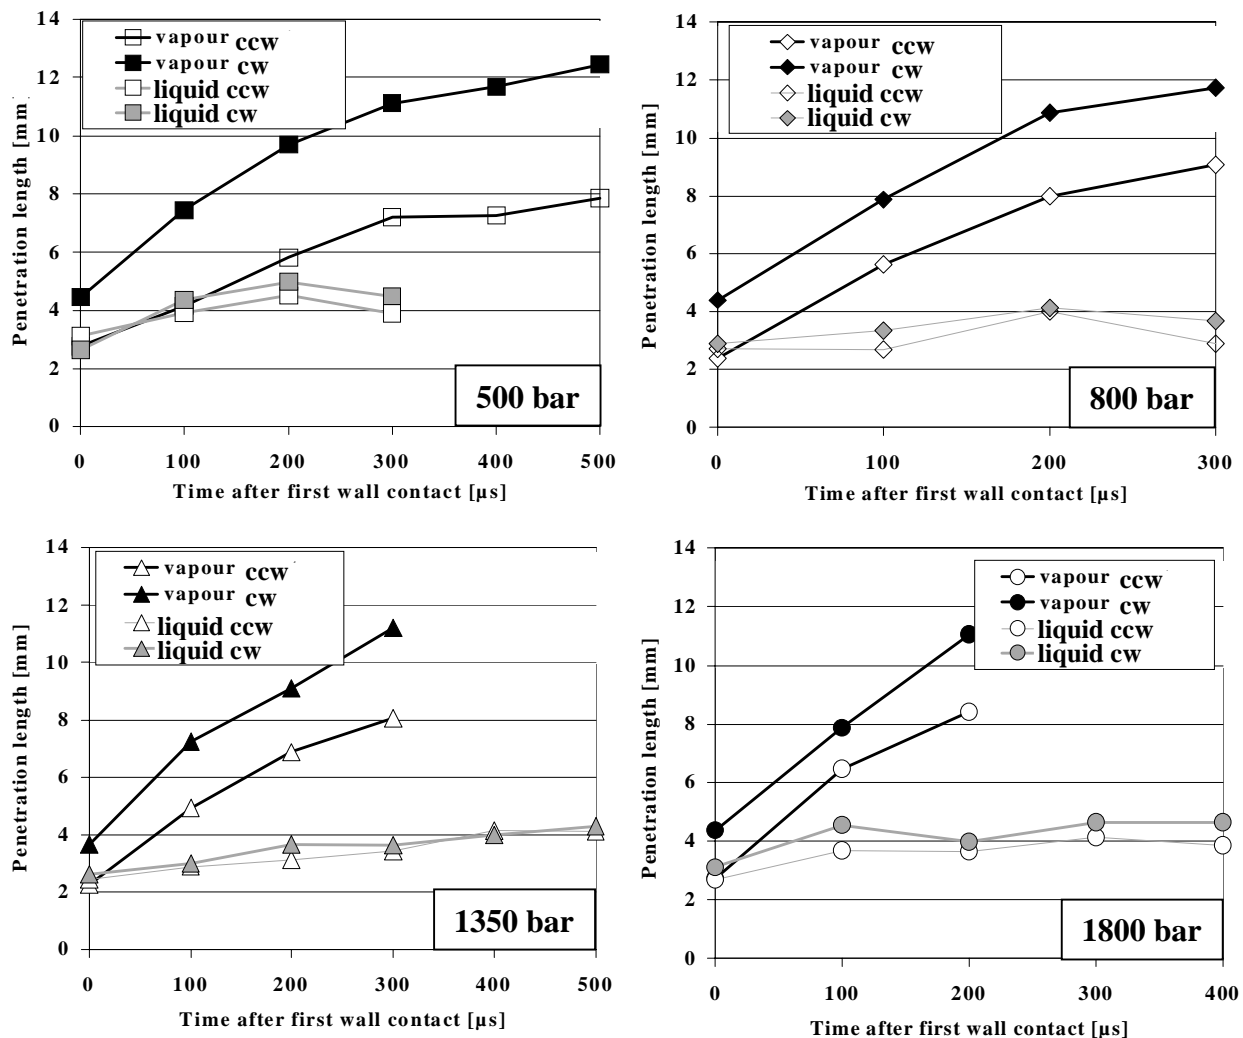 14
12
10
8
6
4
2
0
Penetration length [mm]
vapour ccw
vapour cw
liquid ccw
liquid cw
500 bar
0 100 200 300 400 500
Time after first wall contact [µs]
14
12
10
8
6
4
2
0
Penetration length [mm]
vapour ccw
vapour cw
liquid ccw
liquid cw
800 bar
0 100 200 300
Time after first wall contact [µs]
14
12
10
8
6
4
2
0
Penetration length [mm]
vapour ccw
vapour cw
liquid ccw
liquid cw
1350 bar
0 100 200 300 400 500
Time after first wall contact [µs]
14
12
10
8
6
4
2
0
Penetration length [mm]
vapour ccw
vapour cw
liquid ccw
liquid cw
1800 bar
0 100 200 300 400
Time after first wall contact [µs]